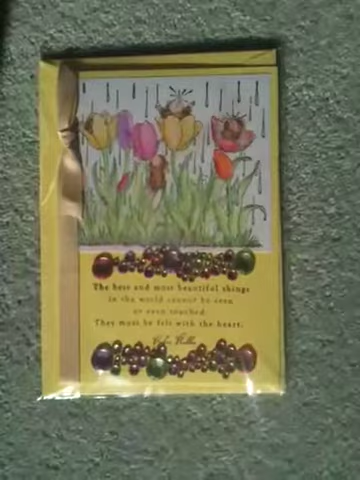 The best and most beautiful things
in the world cannot be seen
or even touched.
They must be felt with the heart.